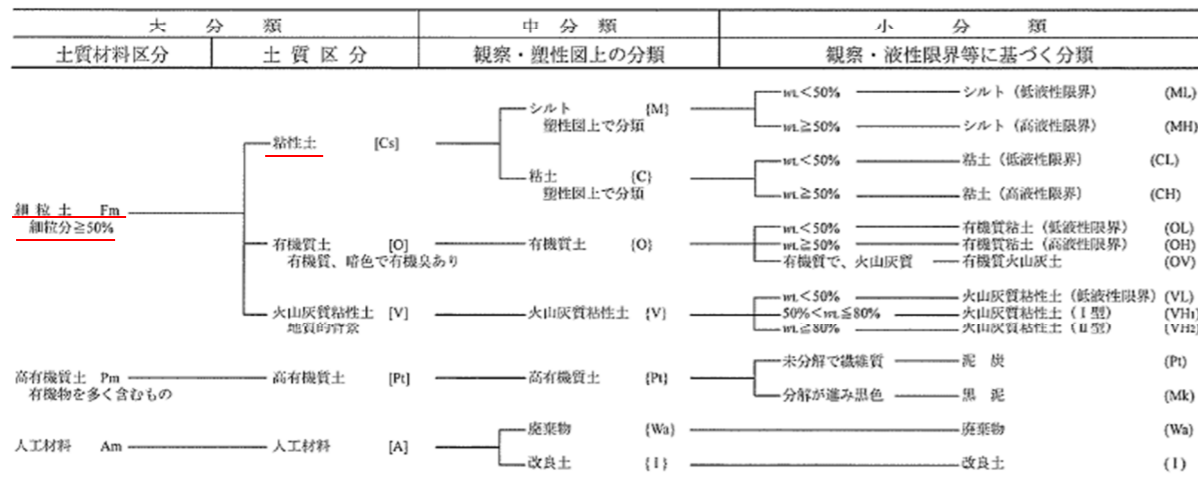 大 分 類 中 分 類 小 分 類
土質材料区分 土 質 区 分 観察・塑性図上の分類 観察・液性限界等に基づく分類
wL<50% シルト（低液性限界） (ML)
シルト {M}
塑性図上で分類
wL≧50% シルト（高液性限界） (MH)
粘性土 [Cs]
wL<50% 粘土（低液性限界） (CL)
粘土 {C}
塑性図上で分類
wL≧50% 粘土（高液性限界） (CH)
細 粒 土 Fm
細粒分≧50%
wL<50% 有機質粘土（低液性限界） (OL)
有機質土 [O] 有機質土 {O} wL≧50% 有機質粘土（高液性限界） (OH)
有機質、暗色で有機臭あり 有機質で、火山灰質 有機質火山灰土 (OV)
wL<50% 火山灰質粘性土（低液性限界） (VL)
火山灰質粘性土 [V] 火山灰質粘性土 {V} 50%<wL≦80% 火山灰質粘性土（Ⅰ型） (VH1)
地質的背景 wL≧80% 火山灰質粘性土（Ⅱ型） (VH2)
未分解で繊維質 泥 炭 (Pt)
高有機質土 Pm 高有機質土 [Pt] 高有機質土 {Pt}
有機物を多く含むもの 分解が進み黒色 黒 泥 (Mk)
廃棄物 {Wa} 廃棄物 (Wa)
人工材料 Am 人工材料 [A]
改良土 {I} 改良土 (I)